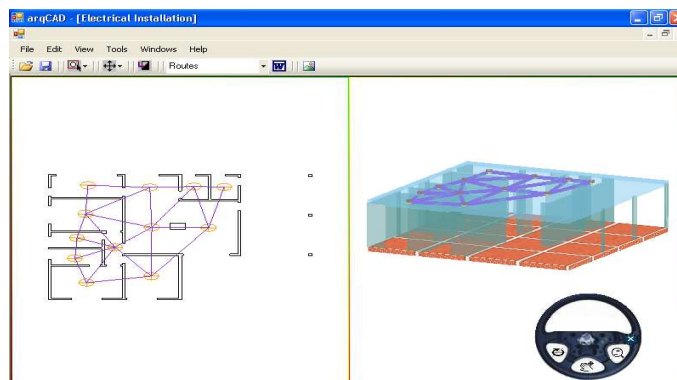 arqCAD - [Electrical Installation]
File Edit View Tools Windows Help
Routes